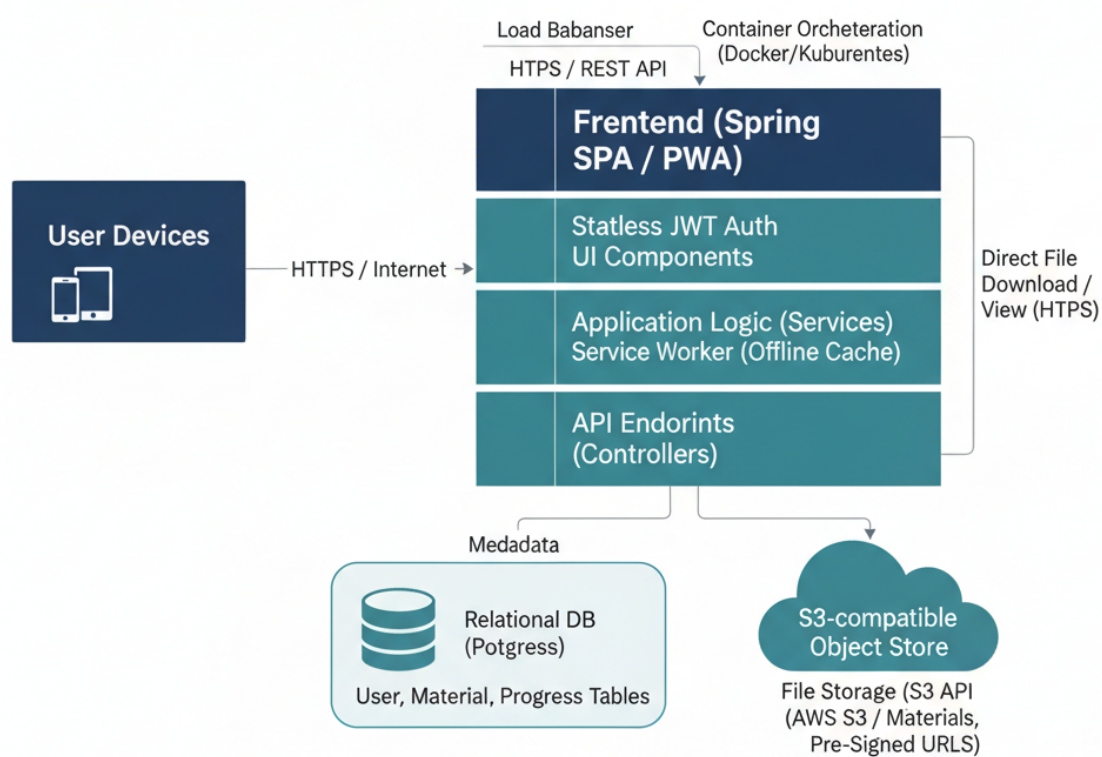 Load Babanser
HTPS / REST API
Container Orcheteration
(Docker/Kuburentes)
Frentend (Spring
SPA / PWA)
User Devices
HTTPS / Internet
Statless JWT Auth
UI Components
Application Logic (Services)
Service Worker (Offline Cache)
API Endorints
(Controllers)
Direct File
Download /
View (HTPS)
Medadata
Relational DB
(Potgress)
User, Material, Progress Tables
S3-compatible
Object Store
File Storage (S3 API
(AWS S3 / Materials,
Pre-Signed URLS)